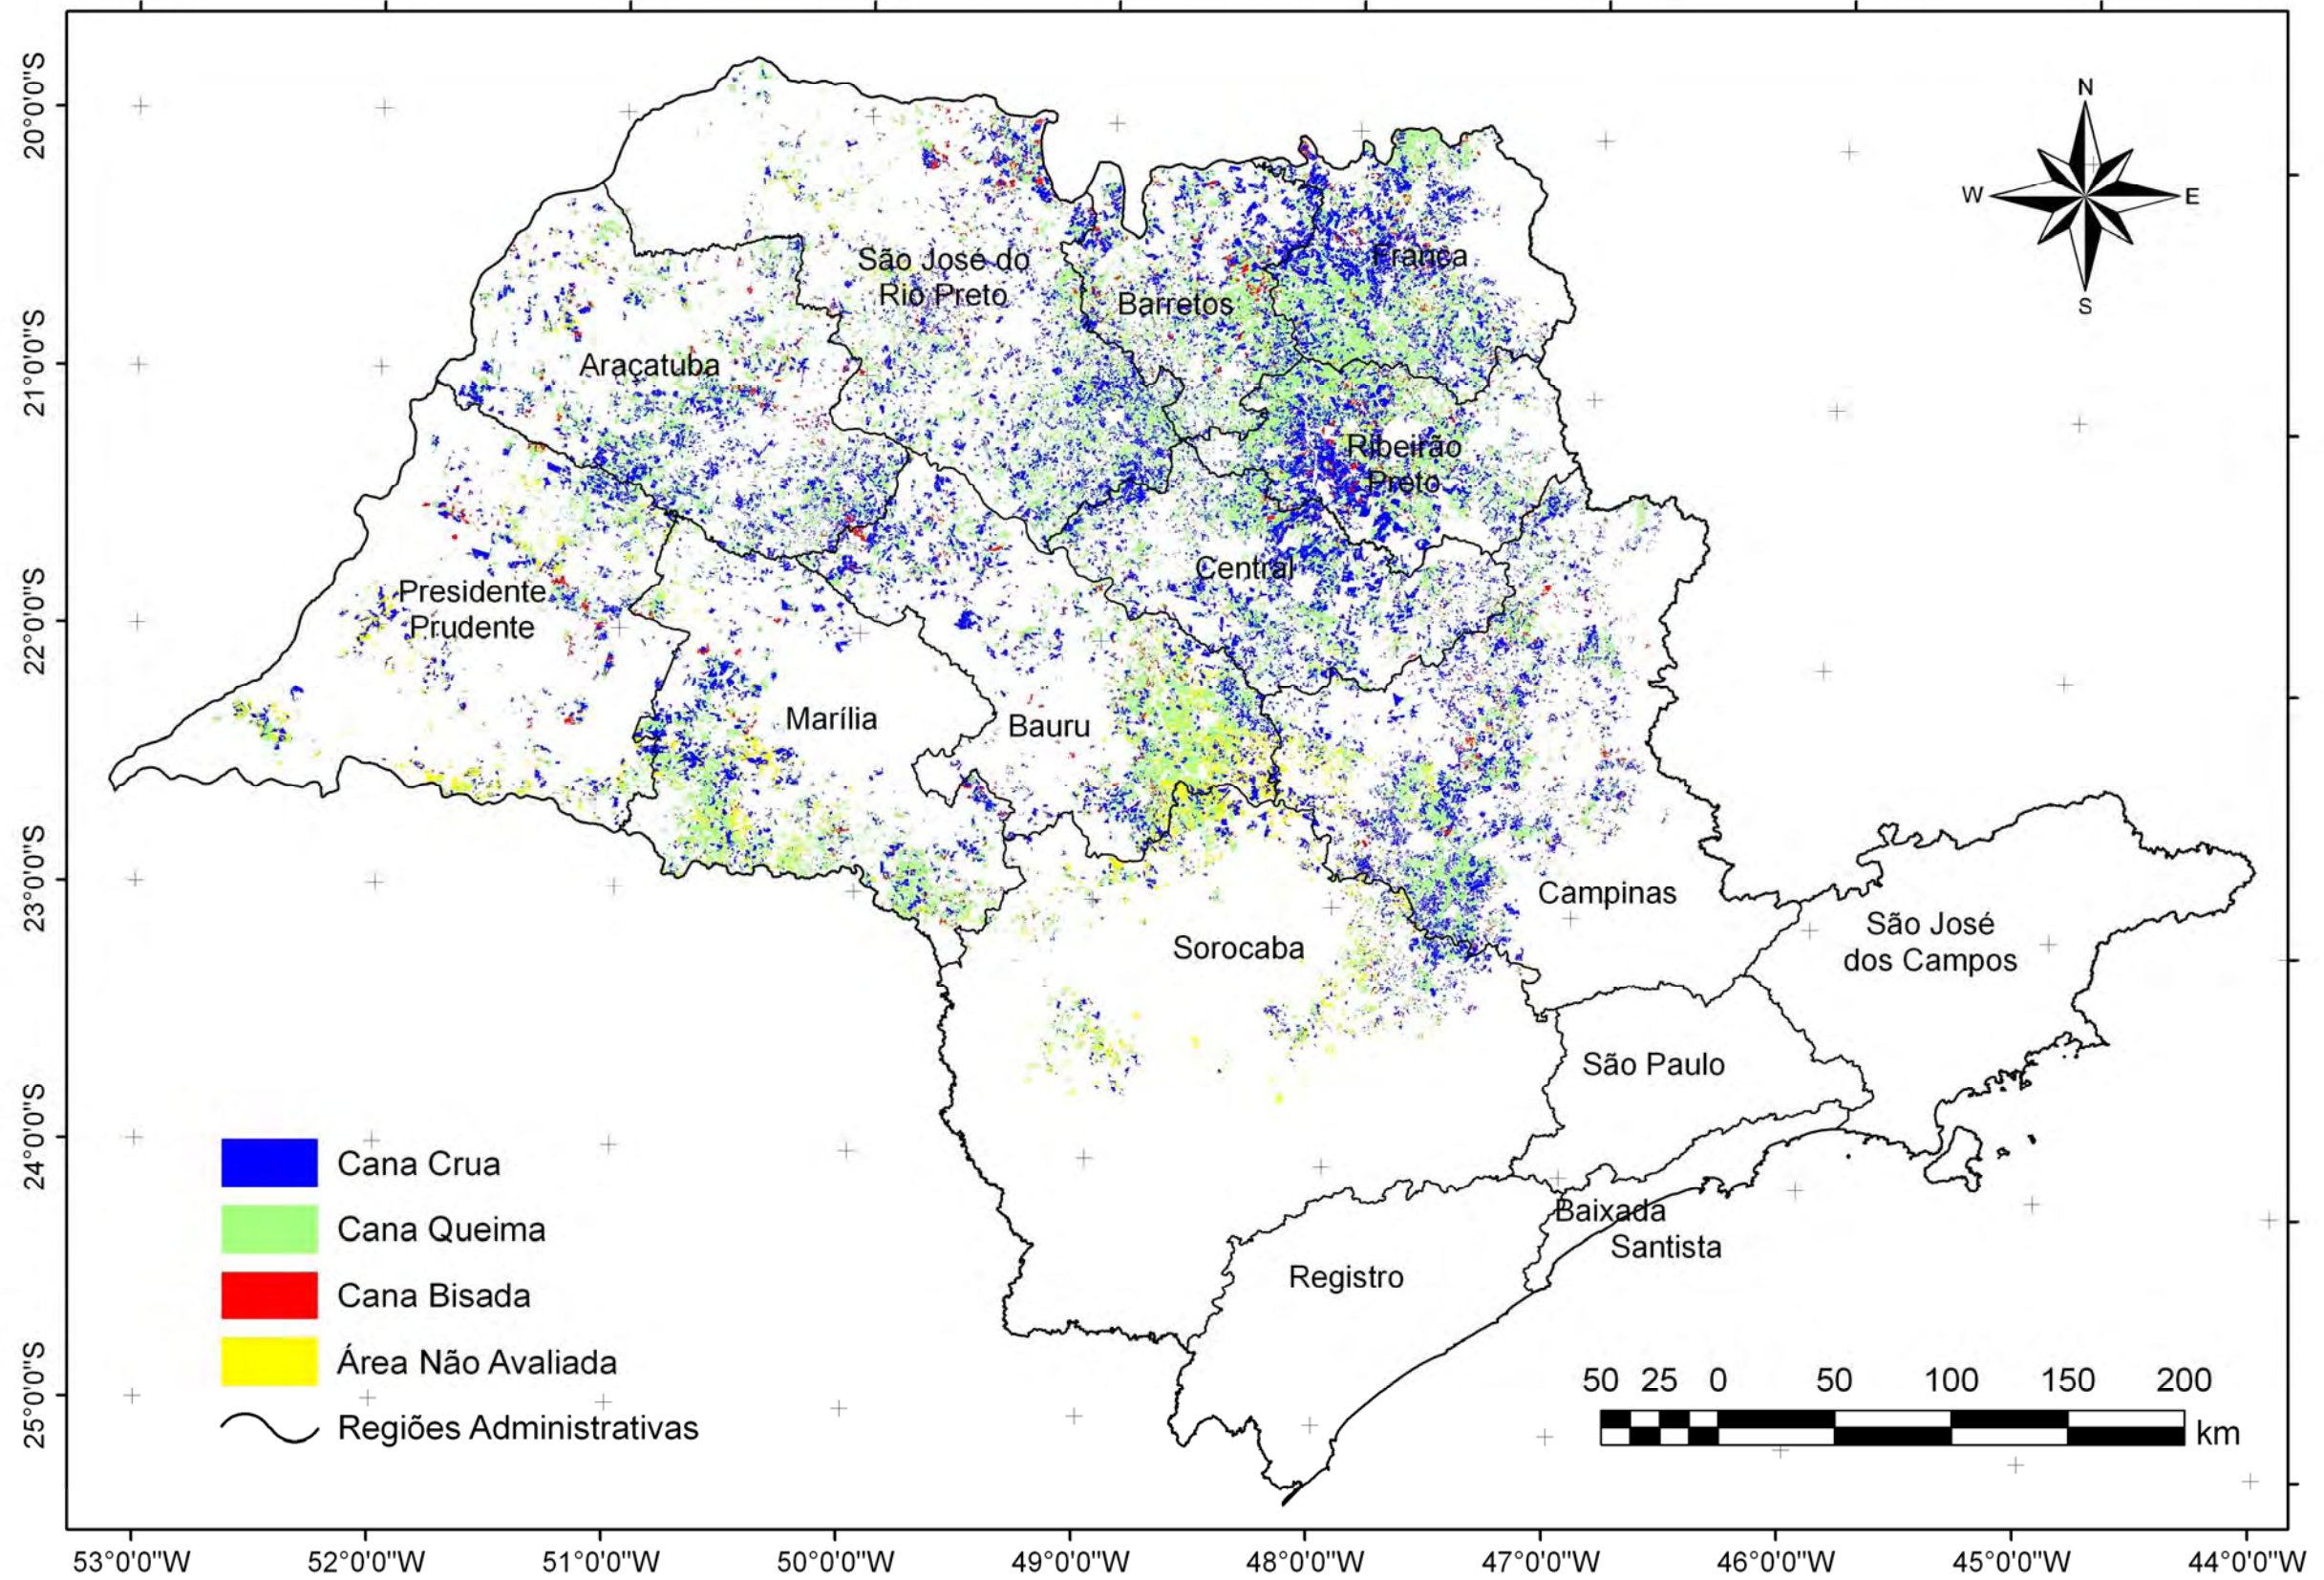 N
W
E
S
20°0'0"S
21°0'0"S
22°0'0"S
23°0'0"S
24°0'0"S
25°0'0"S
São José do
Rio Preto
Barretos
Franca
Araçatuba
Ribeirão
Preto
Central
Presidente
Prudente
Marília
Bauru
Campinas
São José
dos Campos
Sorocaba
São Paulo
Baixada
Santista
Registro
Cana Crua
Cana Queima
Cana Bisada
Área Não Avaliada
Regiões Administrativas
50 25 0 50 100 150 200
km
53°0'0"W 52°0'0"W 51°0'0"W 50°0'0"W 49°0'0"W 48°0'0"W 47°0'0"W 46°0'0"W 45°0'0"W 44°0'0"W